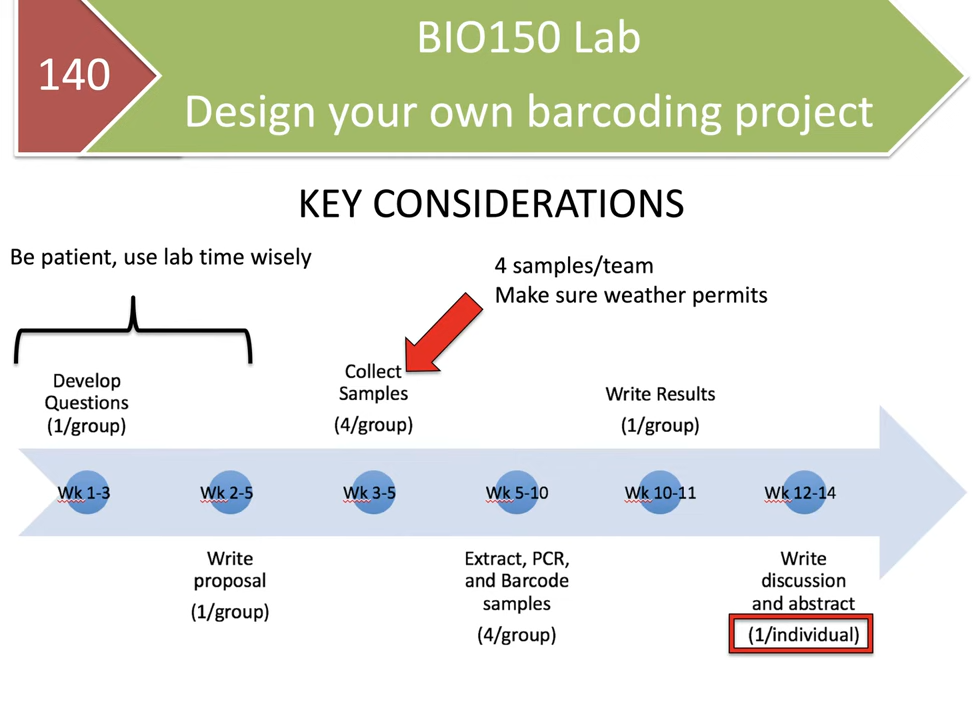 140
BIO150 Lab
Design your own barcoding project
KEY CONSIDERATIONS
Be patient, use lab time wisely
4 samples/team
Make sure weather permits
Develop
Questions
(1/group)
Collect
Samples
(4/group)
Write Results
(1/group)
Wk 1-3
Wk 2-5
Wk 3-5
Wk 5-10
Wk 10-11
Wk 12-14
Write
proposal
(1/group)
Extract, PCR,
and Barcode
samples
(4/group)
Write
discussion
and abstract
(1/individual)